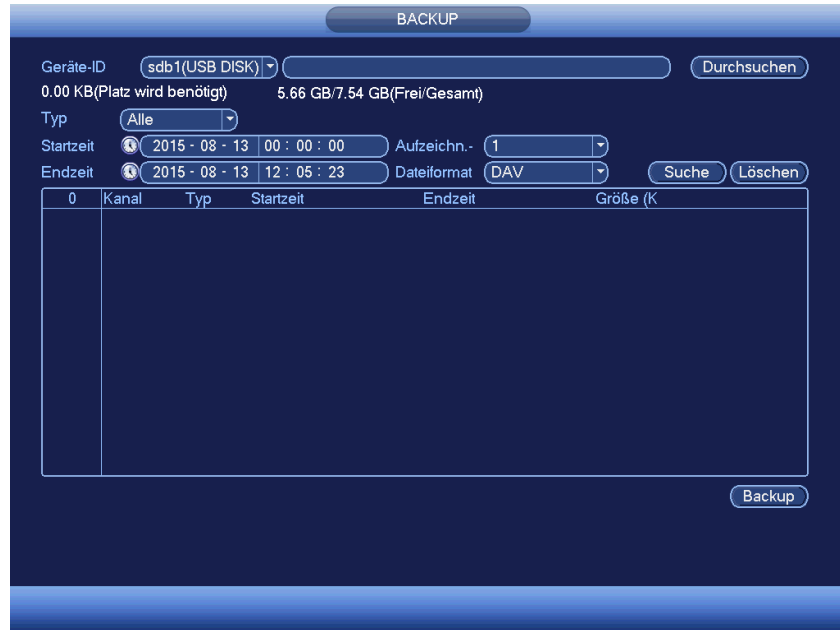 BACKUP
Geräte-ID sdb1(USB DISK) Durchsuchen
0.00 KB(Platz wird benötigt) 5.66 GB/7.54 GB(Frei/Gesamt)
Typ Alle
Startzeit 2015 - 08 - 13 00 : 00 : 00 Aufzeichn.- 1
Endzeit 2015 - 08 - 13 12 : 05 : 23 Dateiformat DAV Suche Löschen
0 Kanal Typ Startzeit Endzeit Größe (K
Backup